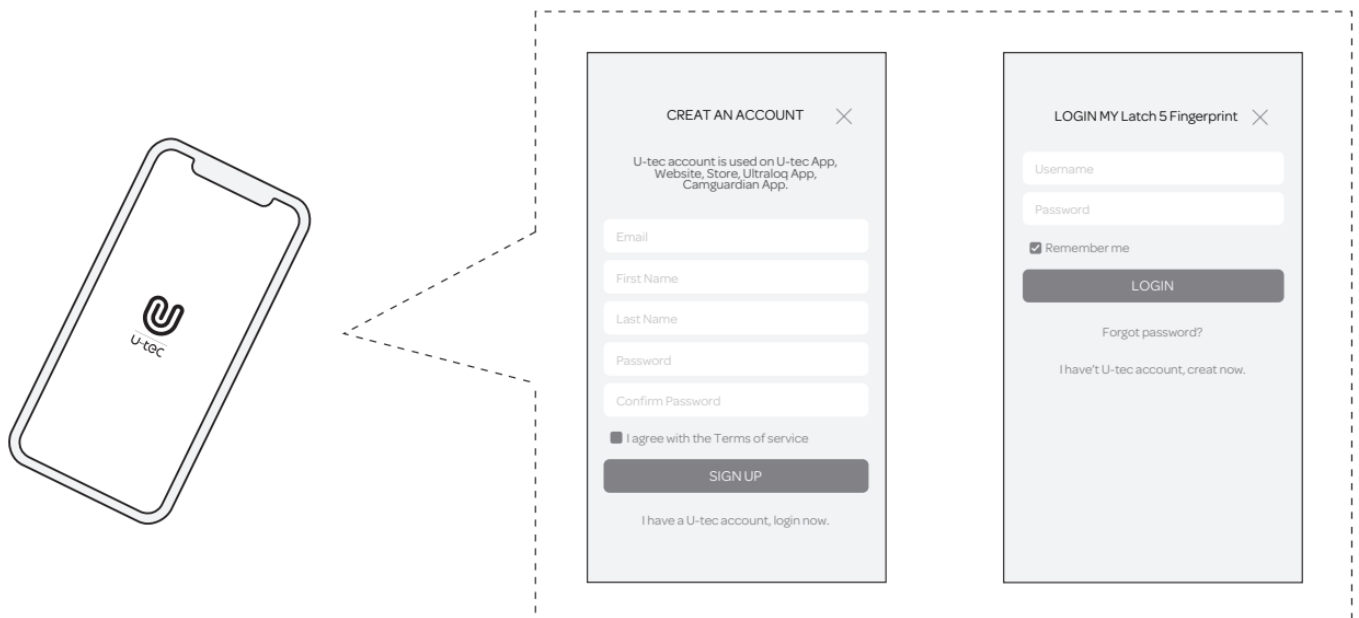 U-tec
CREAT AN ACCOUNT
U-tec account is used on U-tec App,
Website, Store, Ultraloq App,
Camguardian App.
Email
First Name
Last Name
Password
Confirm Password
I agree with the Terms of service
SIGN UP
I have a U-tec account, login now.
LOGIN MY Latch 5 Fingerprint
Username
Password
Remember me
LOGIN
Forgot password?
I have't U-tec account, creat now.